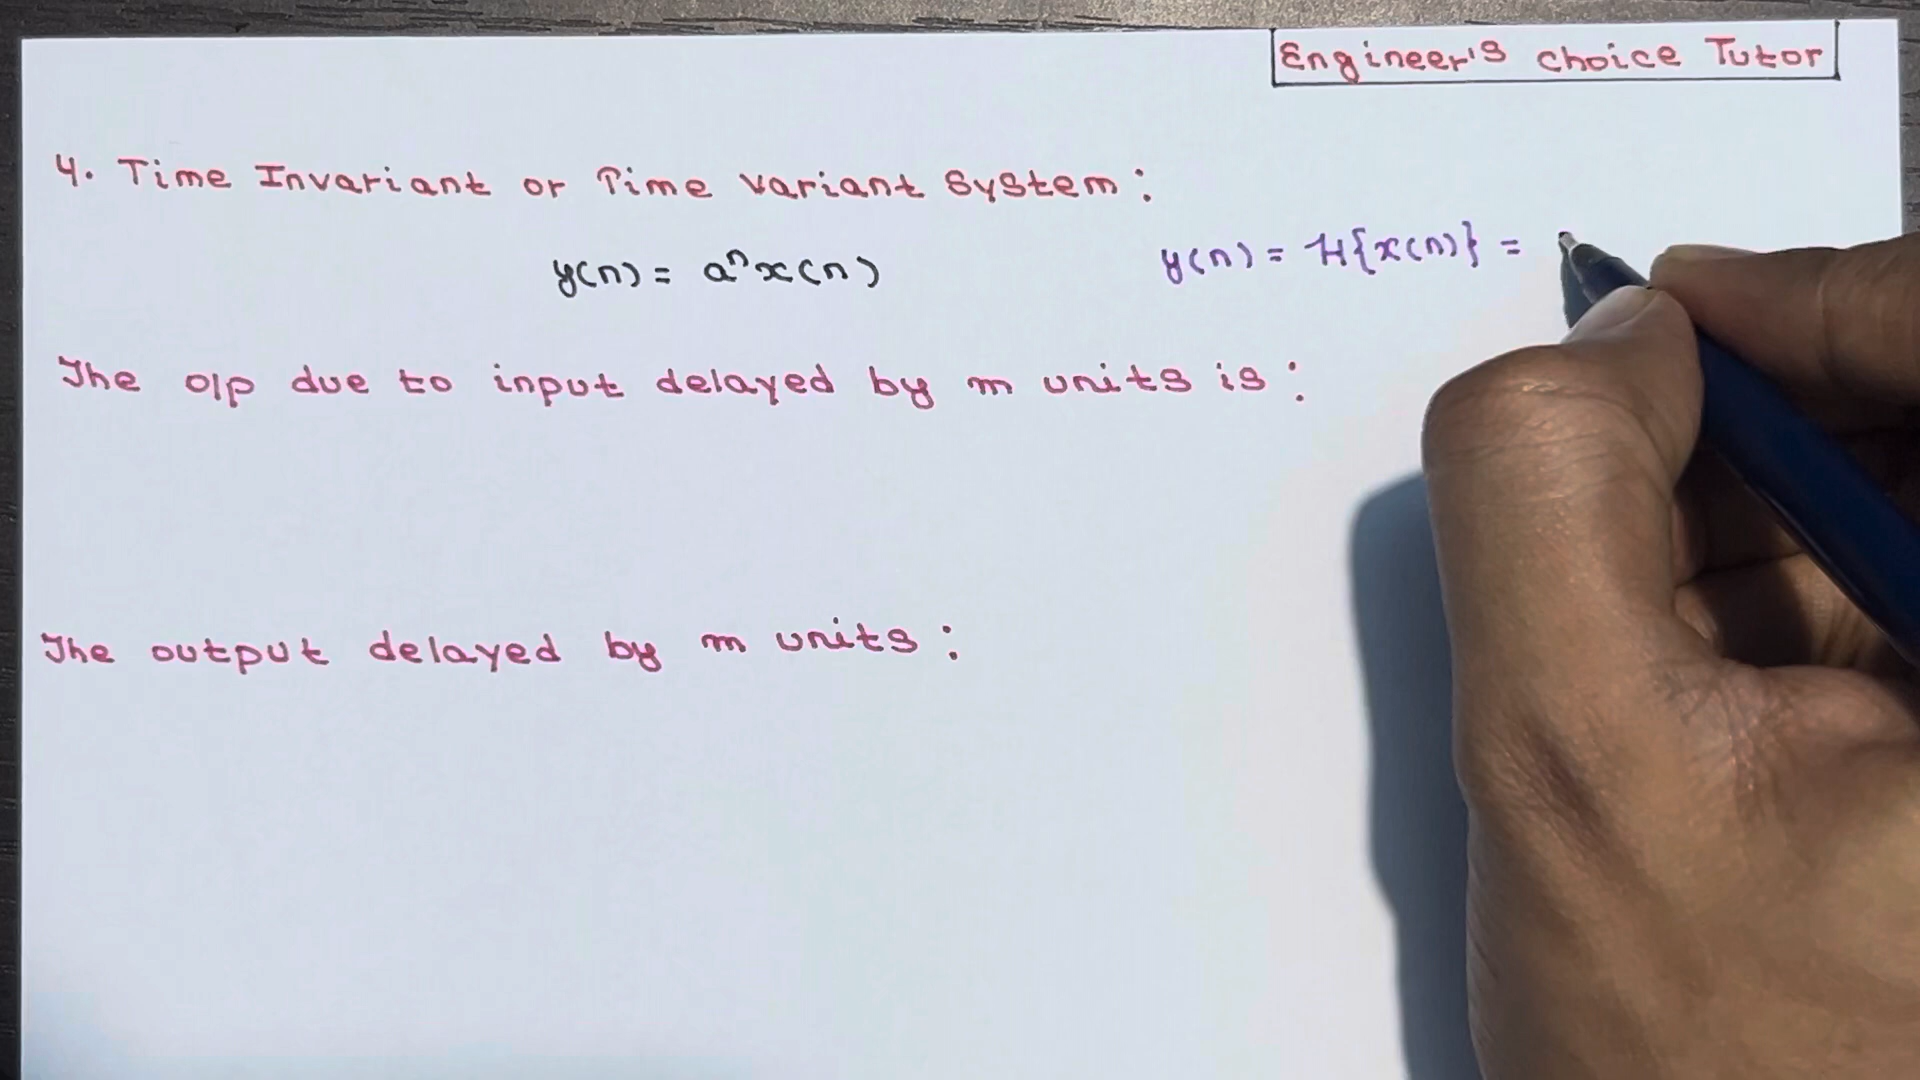 Engineer's Choice Tutor
4. Time Invariant or Time Variant System:
y(n) = aⁿx(n)
y(n) = H{x(n)} =
The o/p due to input delayed by m units is:
The output delayed by m units: